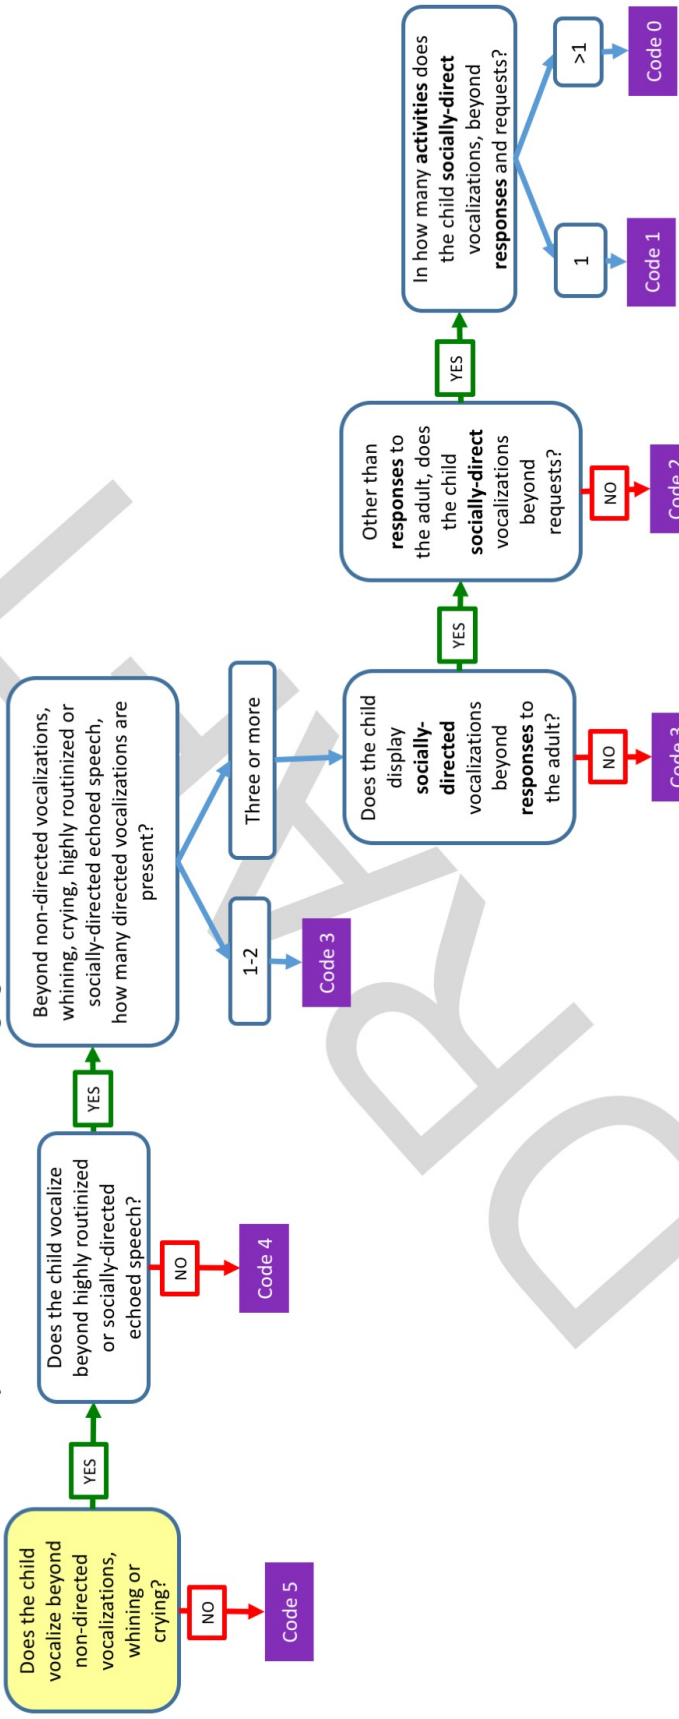 Does the child
vocalize beyond
non-directed
vocalizations,
whining or
crying?
NO
Code 5
YES
Does the child vocalize
beyond highly routinized
or socially-directed
echoed speech?
NO
Code 4
YES
Beyond non-directed vocalizations,
whining, crying, highly routinized or
socially-directed echoed speech,
how many directed vocalizations are
present?
1-2
Code 3
Three or more
Does the child
display
socially-
directed
vocalizations
beyond
responses to
the adult?
NO
Code 3
YES
Other than
responses to
the adult, does
the child
socially-direct
vocalizations
beyond
requests?
NO
Code 2
YES
In how many activities does
the child socially-direct
vocalizations, beyond
responses and requests?
1
Code 1
>1
Code 0
DRAFT